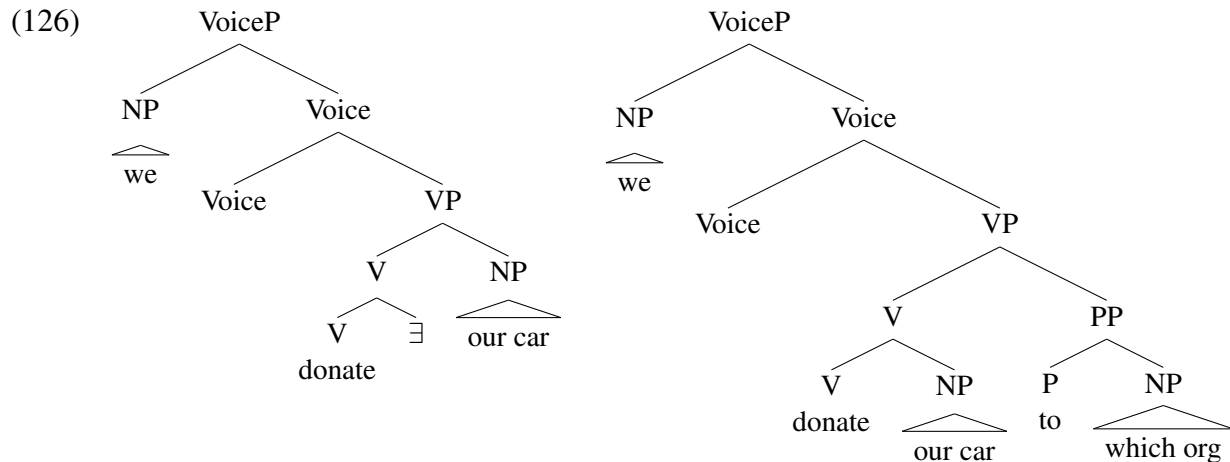 (126) VoiceP VoiceP
NP Voice NP Voice
we we
Voice VP Voice VP
V NP V PP
V ∃ our car
donate
V NP P NP
donate our car to which org